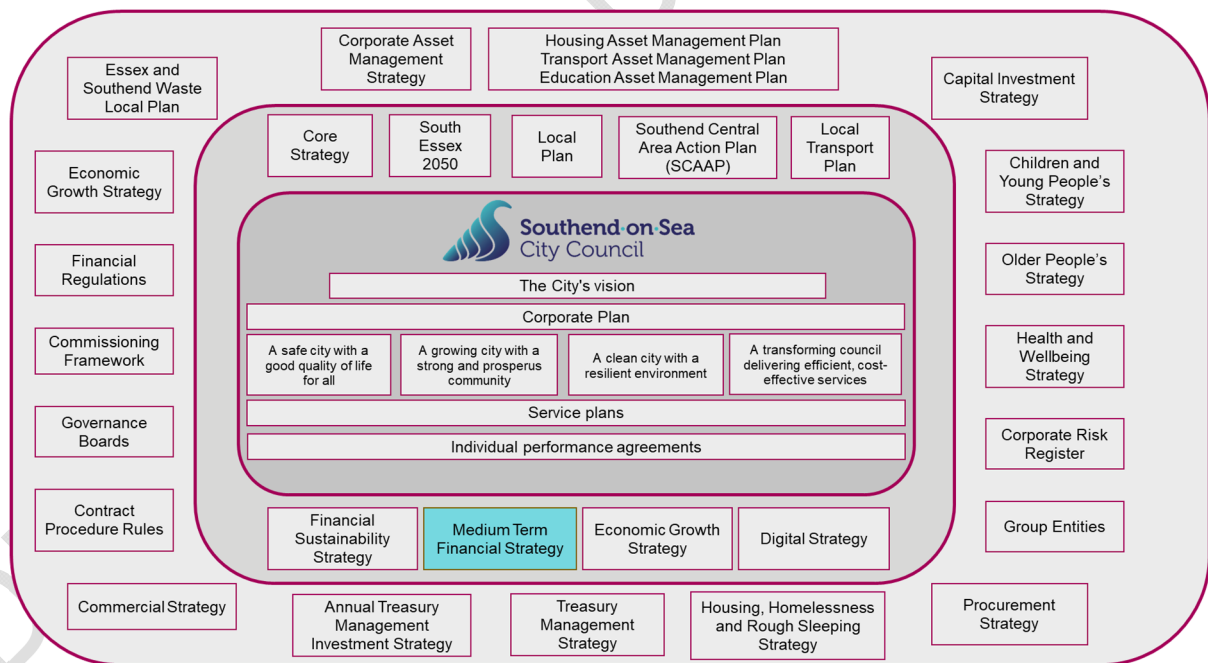 Corporate Asset
Management
Strategy
Housing Asset Management Plan
Transport Asset Management Plan
Education Asset Management Plan
Essex and
Southend Waste
Local Plan
Capital Investment
Strategy
Core
Strategy
South
Essex
2050
Local
Plan
Southend Central
Area Action Plan
(SCAAP)
Local
Transport
Plan
Economic
Growth Strategy
Financial
Regulations
Commissioning
Framework
Governance
Boards
Contract
Procedure Rules
Southend-on-Sea
City Council
The City's vision
Corporate Plan
A safe city with a
good quality of life
for all
A growing city with a
strong and prosperus
community
A clean city with a
resilient environment
A transforming council
delivering efficient, cost-
effective services
Service plans
Individual performance agreements
Children and
Young People's
Strategy
Older People's
Strategy
Health and
Wellbeing
Strategy
Corporate Risk
Register
Group Entities
Financial
Sustainability
Strategy
Medium Term
Financial Strategy
Economic Growth
Strategy
Digital Strategy
Commercial Strategy
Annual Treasury
Management
Investment Strategy
Treasury
Management
Strategy
Housing, Homelessness
and Rough Sleeping
Strategy
Procurement
Strategy